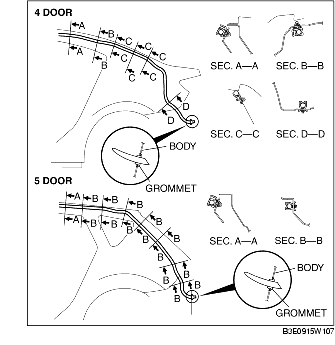 4 DOOR
A B C C C
A B C C C D D
SEC. A—A SEC. B—B
SEC. C—C SEC. D—D
BODY
GROMMET
5 DOOR
A B B B B B B B
A B B B B B B B
SEC. A—A SEC. B—B
BODY
GROMMET
B3E0915W107